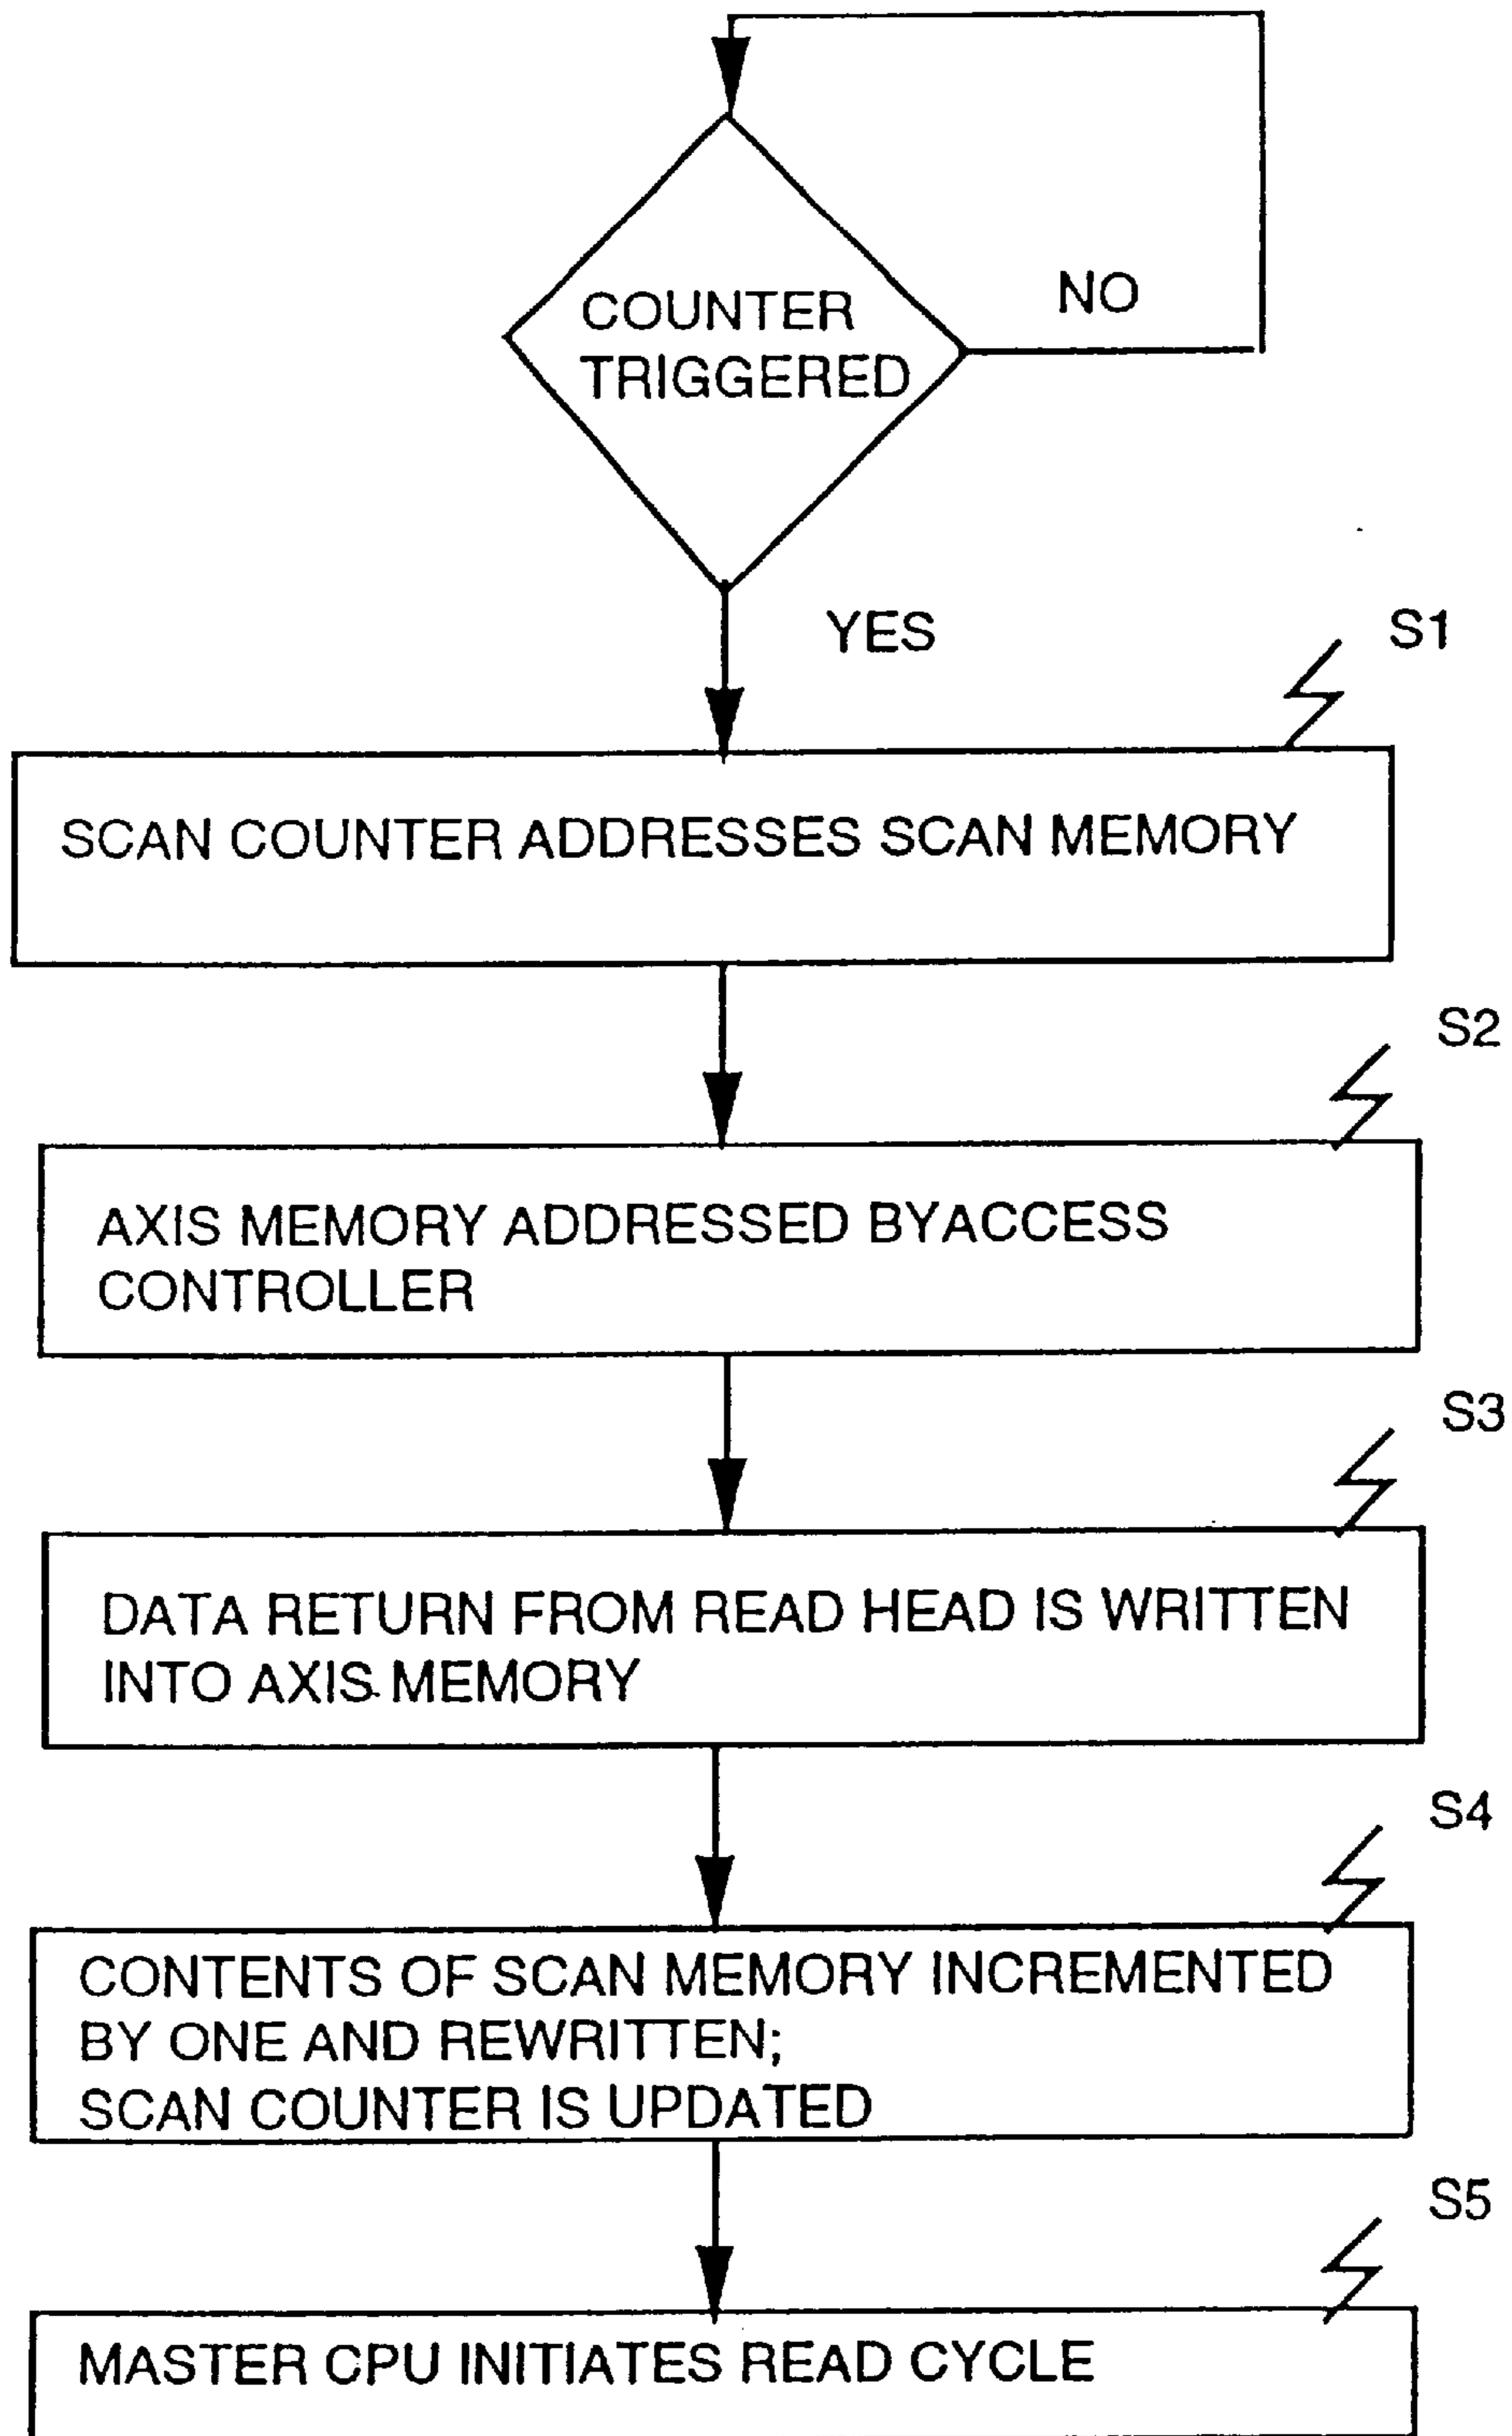 COUNTER
TRIGGERED
NO
YES
S1
SCAN COUNTER ADDRESSES SCAN MEMORY
S2
AXIS MEMORY ADDRESSED BYACCESS
CONTROLLER
S3
DATA RETURN FROM READ HEAD IS WRITTEN
INTO AXIS MEMORY
S4
CONTENTS OF SCAN MEMORY INCREMENTED
BY ONE AND REWRITTEN;
SCAN COUNTER IS UPDATED
S5
MASTER CPU INITIATES READ CYCLE